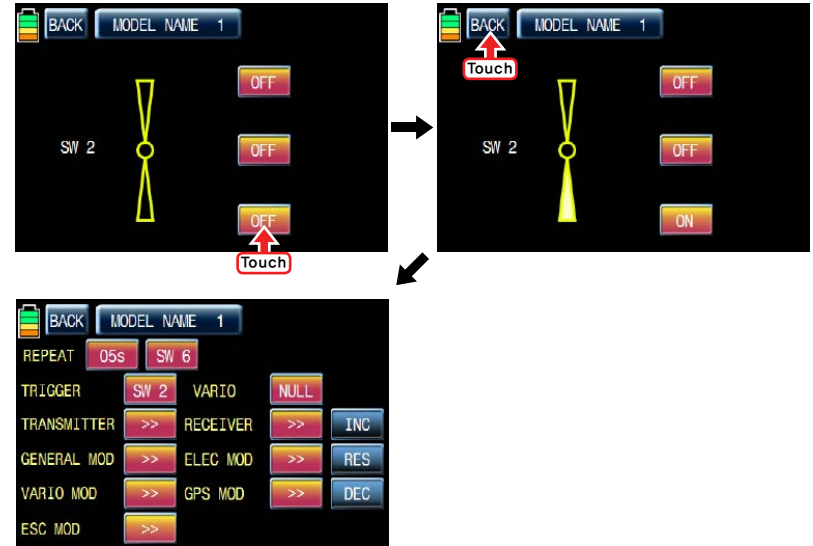 BACK MODEL NAME 1
OFF
SW 2 OFF
OFF
Touch
BACK MODEL NAME 1
Touch
OFF
SW 2 OFF
ON
BACK MODEL NAME 1
REPEAT 05s SW 6
TRIGGER SW 2 VARIO NULL
TRANSMITTER >> RECEIVER >> INC
GENERAL MOD >> ELEC MOD >> RES
VARIO MOD >> GPS MOD >> DEC
ESC MOD >>